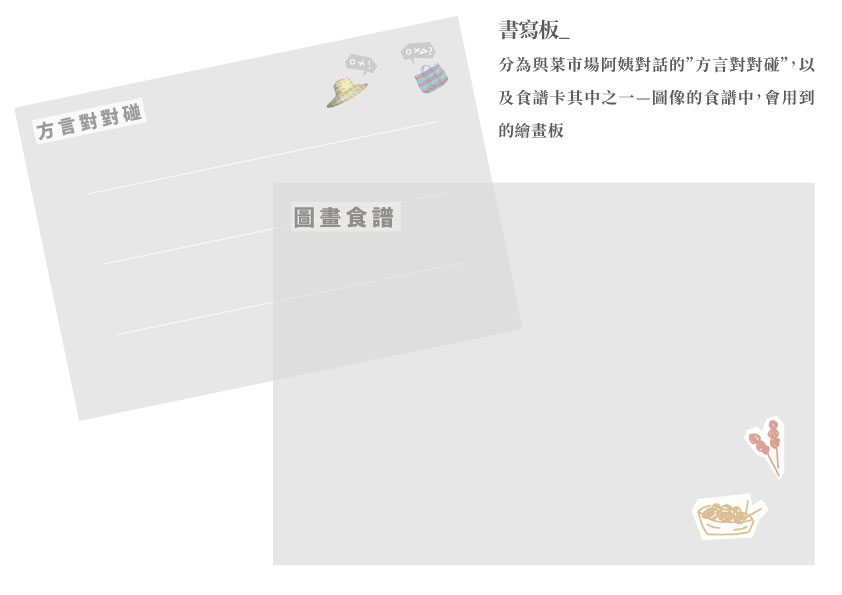 書寫板_
分為與菜市場阿姨對話的”方言對對碰”，以
及食譜卡其中之一—圖像的食譜中，會用到
的繪畫板
方言對對碰
圖畫食譜